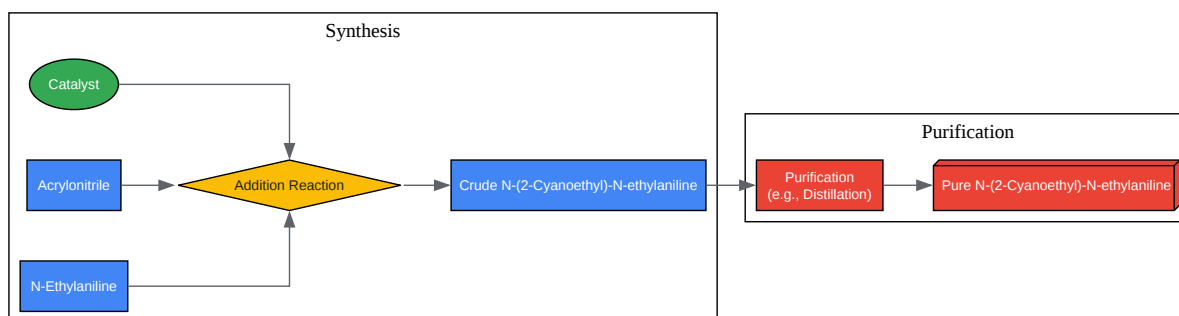 Synthesis
Catalyst
Acrylonitrile
Addition Reaction
Crude N-(2-Cyanoethyl)-N-ethylaniline
N-Ethylaniline
Purification
Purification
(e.g., Distillation)
Pure N-(2-Cyanoethyl)-N-ethylaniline